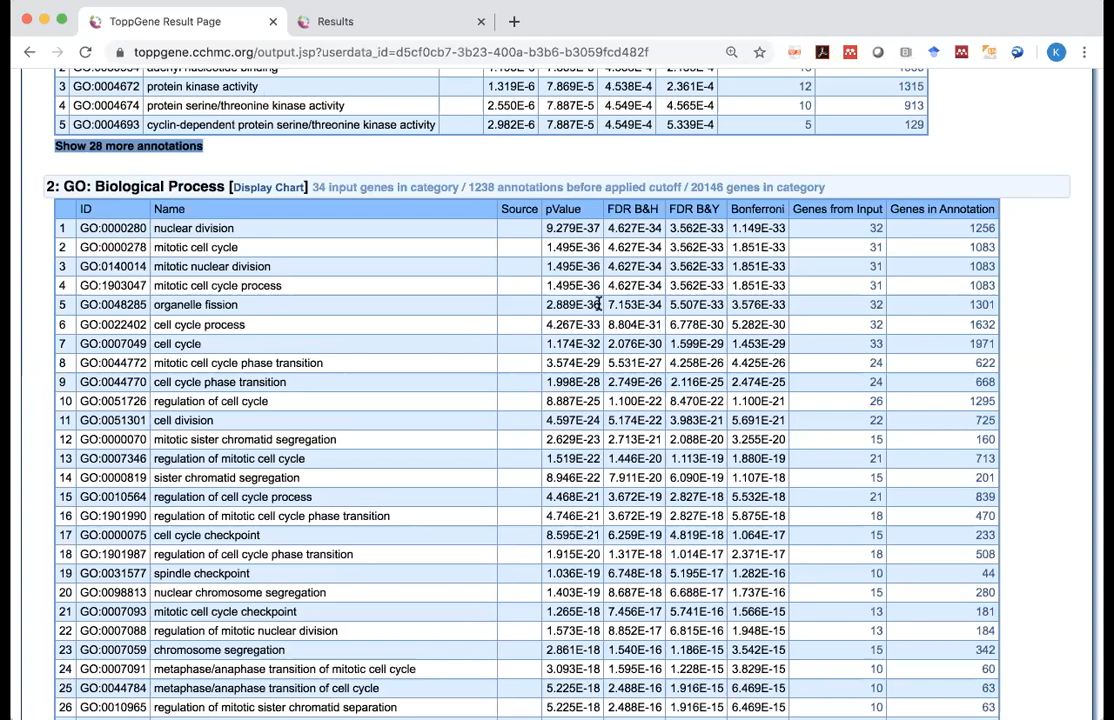 ToppGene Result Page
Results
toppgene.cchmc.org/output.jsp?userdata_id=d5cf0cb7-3b23-400a-b3b6-b3059fcd482f
K
3 GO:0004672 protein kinase activity 1.319E-6 7.869E-5 4.538E-4 2.361E-4 12 1315
4 GO:0004674 protein serine/threonine kinase activity 2.550E-6 7.887E-5 4.549E-4 4.565E-4 10 913
5 GO:0004693 cyclin-dependent protein serine/threonine kinase activity 2.982E-6 7.887E-5 4.549E-4 5.339E-4 5 129
Show 28 more annotations
2: GO: Biological Process [Display Chart] 34 input genes in category / 1238 annotations before applied cutoff / 20146 genes in category
ID Name Source pValue FDR B&H FDR B&Y Bonferroni Genes from Input Genes in Annotation
1 GO:0000280 nuclear division 9.279E-37 4.627E-34 3.562E-33 1.149E-33 32 1256
2 GO:0000278 mitotic cell cycle 1.495E-36 4.627E-34 3.562E-33 1.851E-33 31 1083
3 GO:0140014 mitotic nuclear division 1.495E-36 4.627E-34 3.562E-33 1.851E-33 31 1083
4 GO:1903047 mitotic cell cycle process 1.495E-36 4.627E-34 3.562E-33 1.851E-33 31 1083
5 GO:0048285 organelle fission 2.889E-36 7.153E-34 5.507E-33 3.576E-33 32 1301
6 GO:0022402 cell cycle process 4.267E-33 8.804E-31 6.778E-30 5.282E-30 32 1632
7 GO:0007049 cell cycle 1.174E-32 2.076E-30 1.599E-29 1.453E-29 33 1971
8 GO:0044772 mitotic cell cycle phase transition 3.574E-29 5.531E-27 4.258E-26 4.425E-26 24 622
9 GO:0044770 cell cycle phase transition 1.998E-28 2.749E-26 2.116E-25 2.474E-25 24 668
10 GO:0051726 regulation of cell cycle 8.887E-25 1.100E-22 8.470E-22 1.100E-21 26 1295
11 GO:0051301 cell division 4.597E-24 5.174E-22 3.983E-21 5.691E-21 22 725
12 GO:0000070 mitotic sister chromatid segregation 2.629E-23 2.713E-21 2.088E-20 3.255E-20 15 160
13 GO:0007346 regulation of mitotic cell cycle 1.519E-22 1.446E-20 1.113E-19 1.880E-19 21 713
14 GO:0000819 sister chromatid segregation 8.946E-22 7.911E-20 6.090E-19 1.107E-18 15 201
15 GO:0010564 regulation of cell cycle process 4.468E-21 3.672E-19 2.827E-18 5.532E-18 21 839
16 GO:1901990 regulation of mitotic cell cycle phase transition 4.746E-21 3.672E-19 2.827E-18 5.875E-18 18 470
17 GO:0000075 cell cycle checkpoint 8.595E-21 6.259E-19 4.819E-18 1.064E-17 15 233
18 GO:1901987 regulation of cell cycle phase transition 1.915E-20 1.317E-18 1.014E-17 2.371E-17 18 508
19 GO:0031577 spindle checkpoint 1.036E-19 6.748E-18 5.195E-17 1.282E-16 10 44
20 GO:0098813 nuclear chromosome segregation 1.403E-19 8.687E-18 6.688E-17 1.737E-16 15 280
21 GO:0007093 mitotic cell cycle checkpoint 1.265E-18 7.456E-17 5.741E-16 1.566E-15 13 181
22 GO:0007088 regulation of mitotic nuclear division 1.573E-18 8.852E-17 6.815E-16 1.948E-15 13 184
23 GO:0007059 chromosome segregation 2.861E-18 1.540E-16 1.186E-15 3.542E-15 15 342
24 GO:0007091 metaphase/anaphase transition of mitotic cell cycle 3.093E-18 1.595E-16 1.228E-15 3.829E-15 10 60
25 GO:0044784 metaphase/anaphase transition of cell cycle 5.225E-18 2.488E-16 1.916E-15 6.469E-15 10 63
26 GO:0010965 regulation of mitotic sister chromatid separation 5.225E-18 2.488E-16 1.916E-15 6.469E-15 10 63